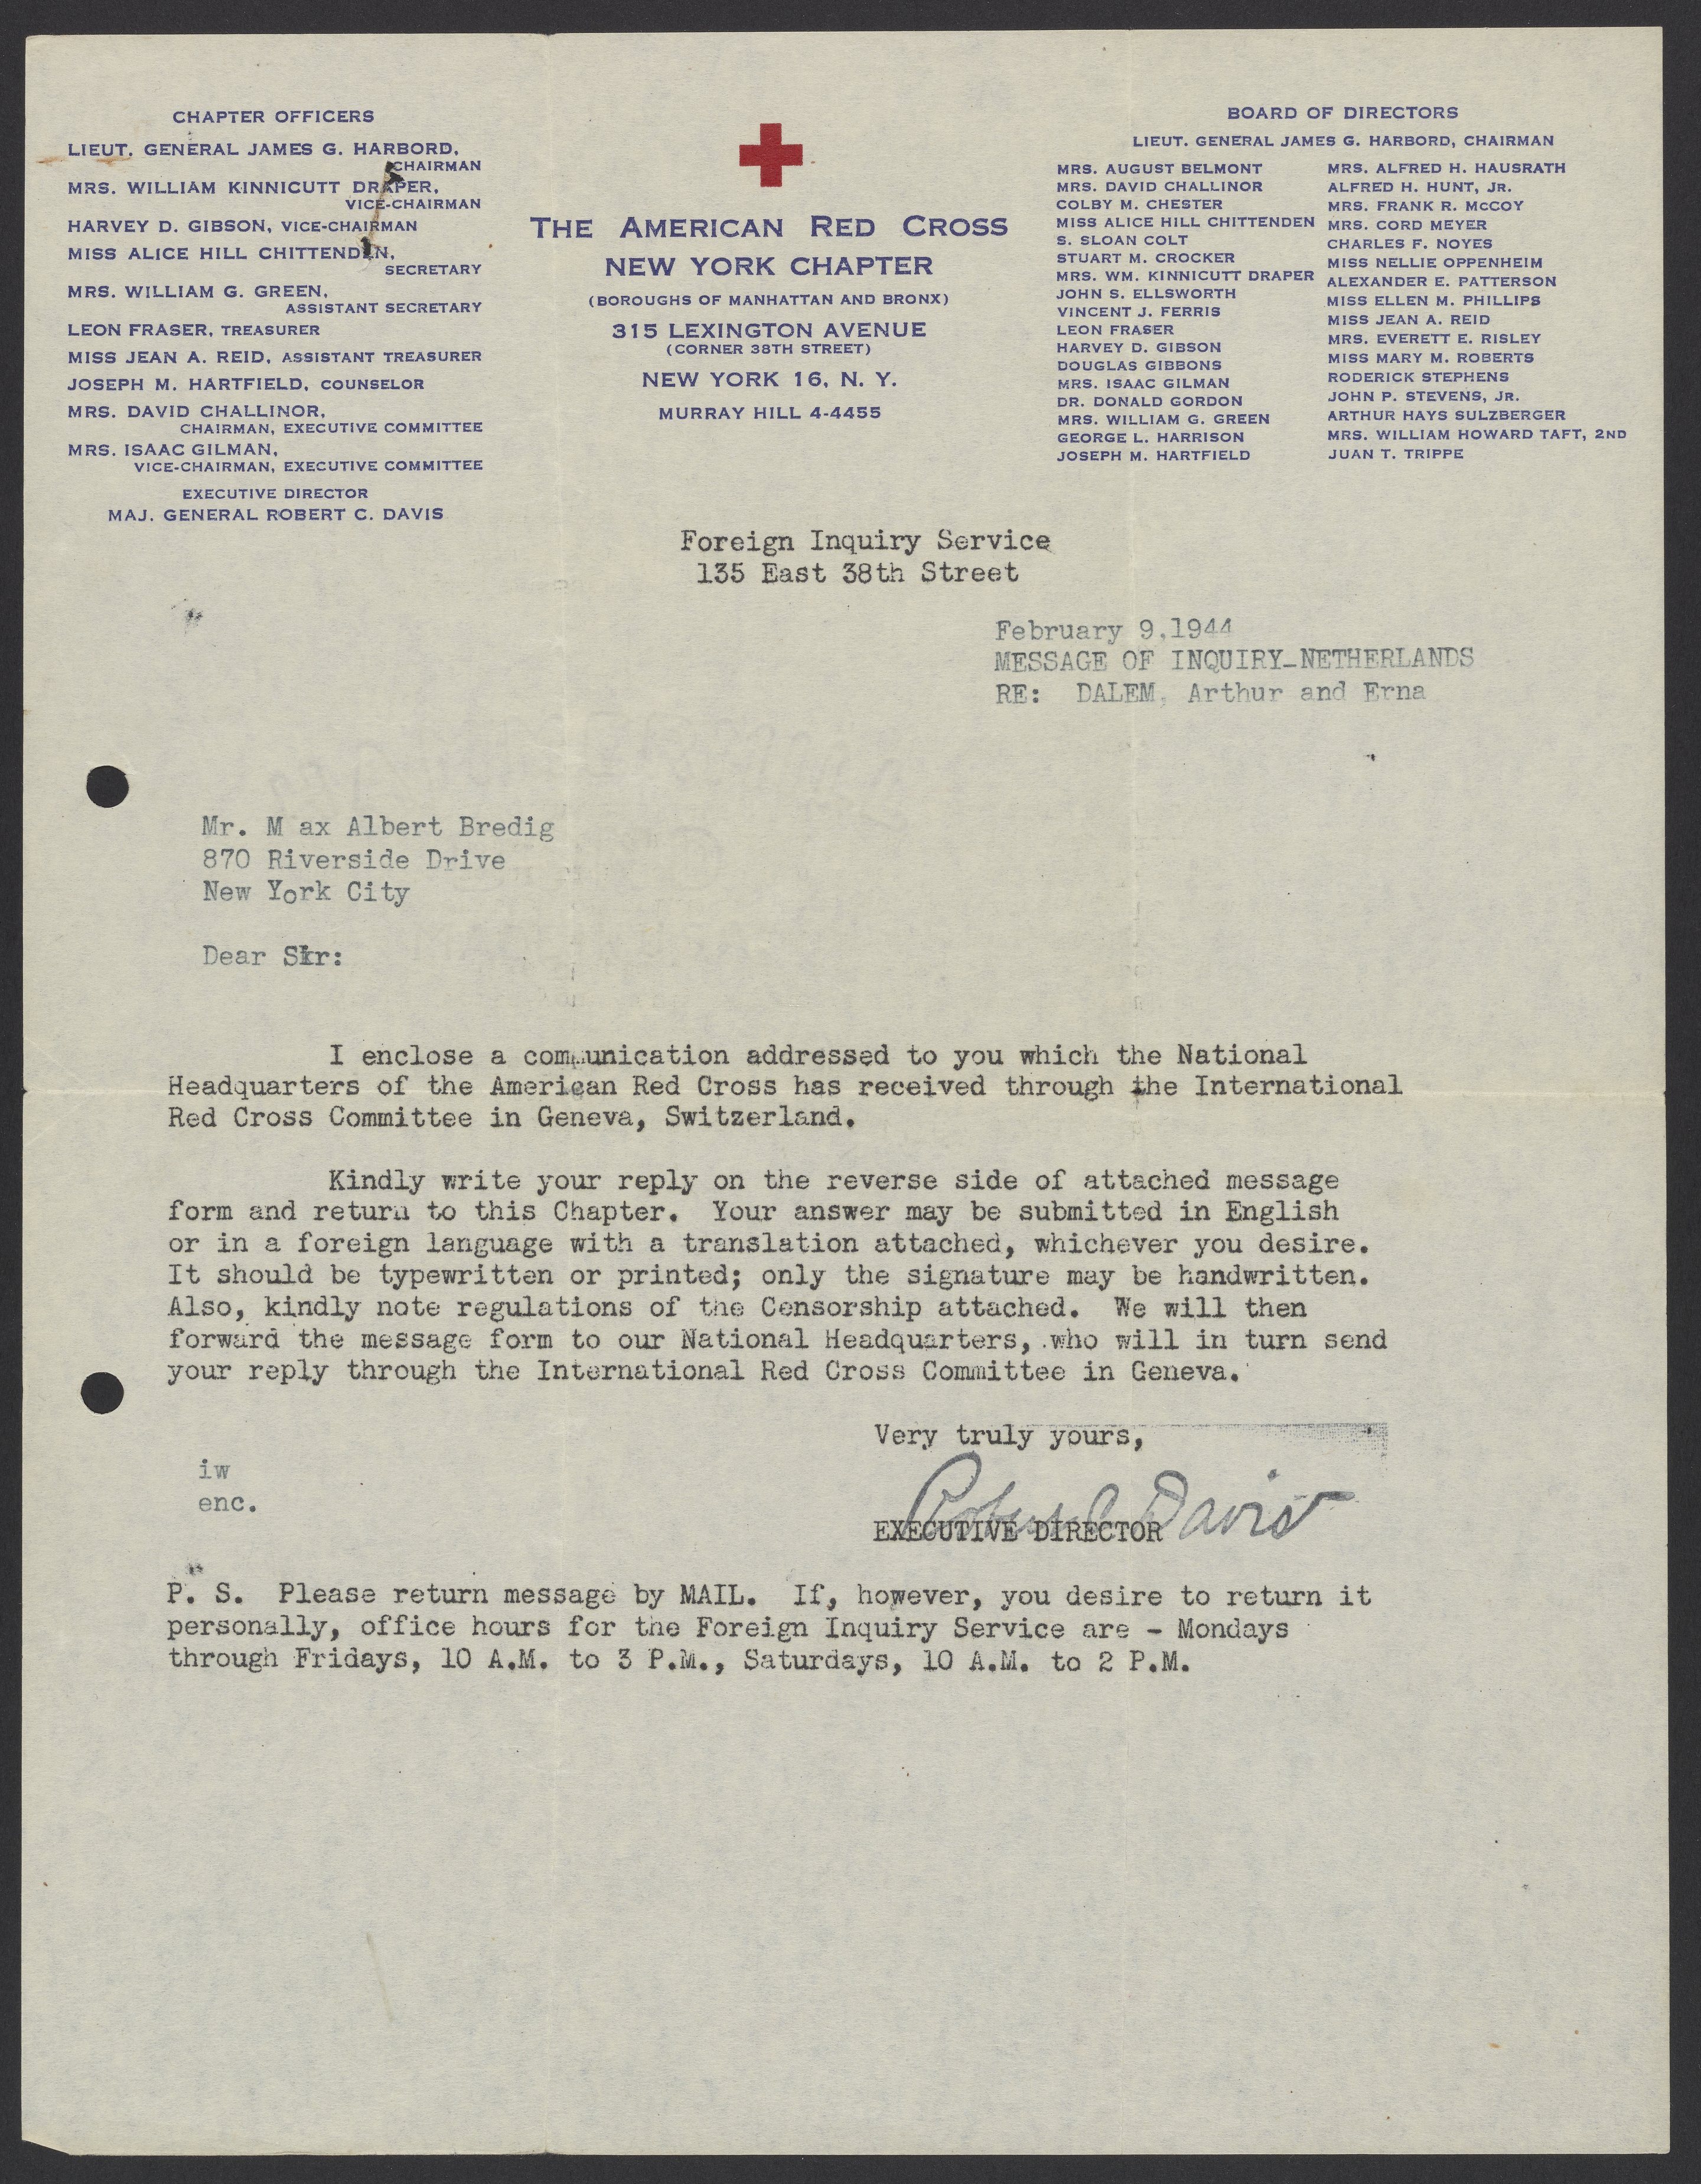 CHAPTER OFFICERS
LIEUT. GENERAL JAMES G. HARBORD,
CHAIRMAN
MRS. WILLIAM KINNICUTT DRAPER,
VICE-CHAIRMAN
HARVEY D. GIBSON, VICE-CHAIRMAN
MISS ALICE HILL CHITTENDEN,
SECRETARY
MRS. WILLIAM G. GREEN,
ASSISTANT SECRETARY
LEON FRASER, TREASURER
MISS JEAN A. REID, ASSISTANT TREASURER
JOSEPH M. HARTFIELD, COUNSELOR
MRS. DAVID CHALLINOR,
CHAIRMAN, EXECUTIVE COMMITTEE
MRS. ISAAC GILMAN,
VICE-CHAIRMAN, EXECUTIVE COMMITTEE
EXECUTIVE DIRECTOR
MAJ. GENERAL ROBERT C. DAVIS
THE AMERICAN RED CROSS
NEW YORK CHAPTER
(BOROUGHS OF MANHATTAN AND BRONX)
315 LEXINGTON AVENUE
(CORNER 38TH STREET)
NEW YORK 16, N. Y.
MURRAY HILL 4-4455
BOARD OF DIRECTORS
LIEUT. GENERAL JAMES G. HARBORD, CHAIRMAN
MRS. AUGUST BELMONT
MRS. DAVID CHALLINOR
COLBY M. CHESTER
MISS ALICE HILL CHITTENDEN
S. SLOAN COLT
STUART M. CROCKER
MRS. WM. KINNICUTT DRAPER
JOHN S. ELLSWORTH
VINCENT J. FERRIS
LEON FRASER
HARVEY D. GIBSON
DOUGLAS GIBBONS
MRS. ISAAC GILMAN
DR. DONALD GORDON
MRS. WILLIAM G. GREEN
GEORGE L. HARRISON
JOSEPH M. HARTFIELD
MRS. ALFRED H. HAUSRATH
ALFRED H. HUNT, JR.
MRS. FRANK R. McCOY
MRS. CORD MEYER
CHARLES F. NOYES
MISS NELLIE OPPENHEIM
ALEXANDER E. PATTERSON
MISS ELLEN M. PHILLIPS
MISS JEAN A. REID
MRS. EVERETT E. RISLEY
MISS MARY M. ROBERTS
RODERICK STEPHENS
JOHN P. STEVENS, JR.
ARTHUR HAYS SULZBERGER
MRS. WILLIAM HOWARD TAFT, 2ND
JUAN T. TRIPPE
Foreign Inquiry Service
135 East 38th Street
February 9,1944
MESSAGE OF INQUIRY-NETHERLANDS
RE: DALEM, Arthur and Erna
Mr. M ax Albert Bredig
870 Riverside Drive
New York City
Dear Sir:
I enclose a communication addressed to you which the National
Headquarters of the American Red Cross has received through the International
Red Cross Committee in Geneva, Switzerland.
Kindly write your reply on the reverse side of attached message
form and return to this Chapter. Your answer may be submitted in English
or in a foreign language with a translation attached, whichever you desire.
It should be typewritten or printed; only the signature may be handwritten.
Also, kindly note regulations of the Censorship attached. We will then
forward the message form to our National Headquarters, who will in turn send
your reply through the International Red Cross Committee in Geneva.
Very truly yours,
iw
enc.
Robert C Davis
EXECUTIVE DIRECTOR
P. S. Please return message by MAIL. If, however, you desire to return it
personally, office hours for the Foreign Inquiry Service are - Mondays
through Fridays, 10 A.M. to 3 P.M., Saturdays, 10 A.M. to 2 P.M.